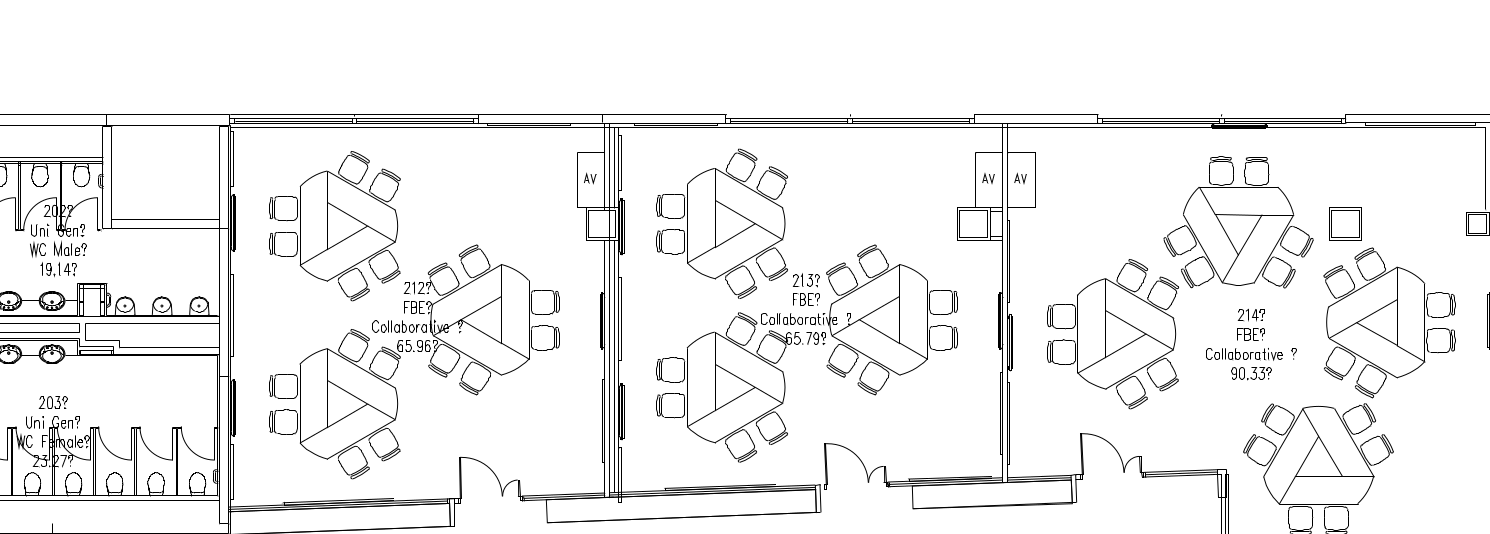 AV
AV
AV
202?
Uni Gen?
WC Male?
19,14?
212?
FBE?
Collaborative ?
65.96?
213?
FBE?
Collaborative ?
65.79?
214?
FBE?
Collaborative ?
90.33?
203?
Uni Gen?
WC Female?
23.27?